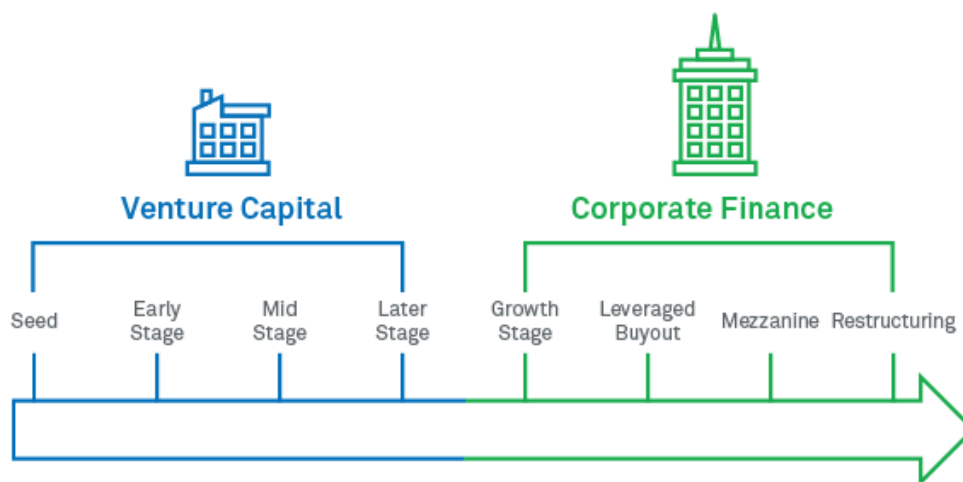 Venture Capital
Corporate Finance
Seed
Early
Stage
Mid
Stage
Later
Stage
Growth
Stage
Leveraged
Buyout
Mezzanine
Restructuring